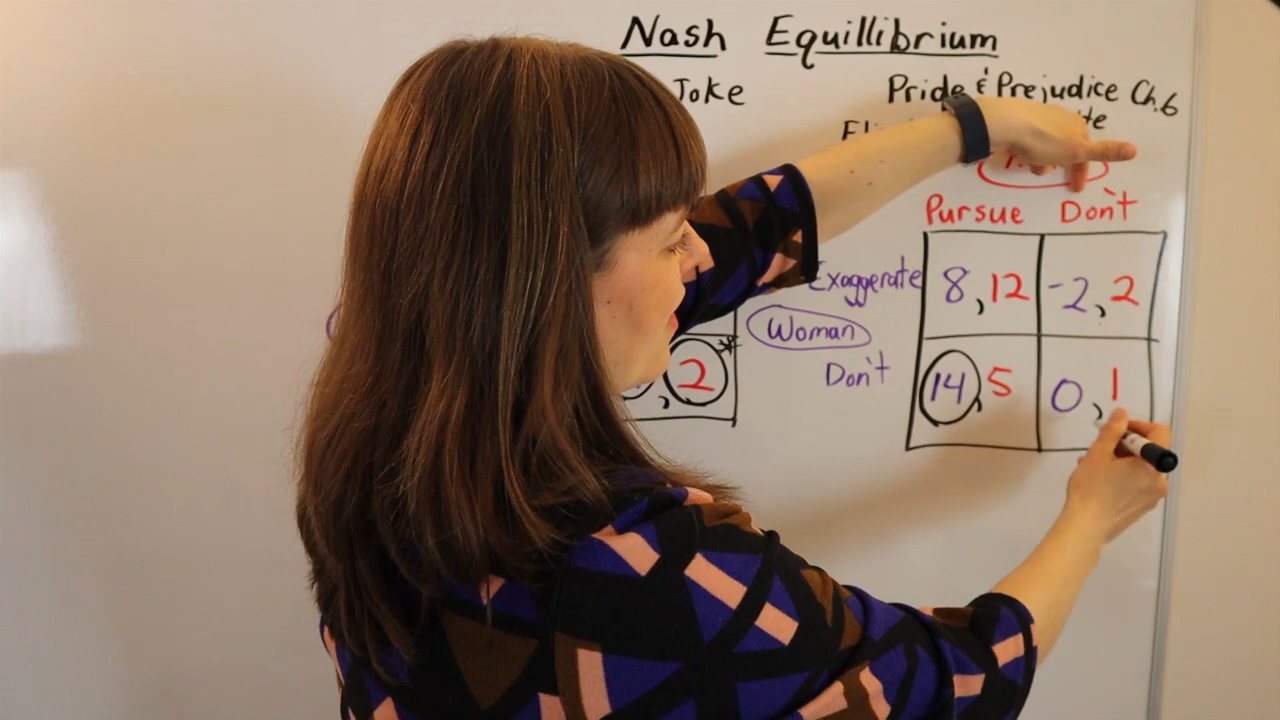 Nash Equillibrium
Joke
Pride & Prejudice Ch.6
Pursue Don't
Exaggerate 8,12 -2,2
Woman
Don't 14,5 0,1
,2*